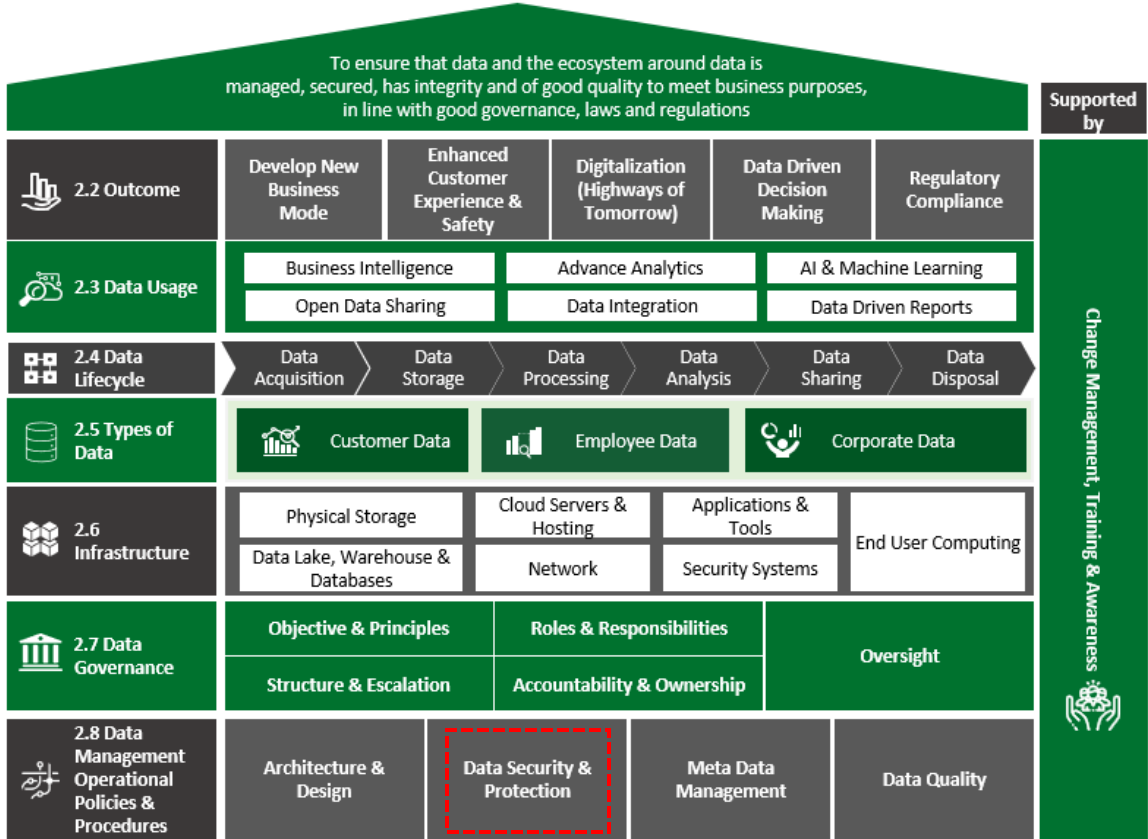 To ensure that data and the ecosystem around data is
managed, secured, has integrity and of good quality to meet business purposes,
in line with good governance, laws and regulations
Supported
by
2.2 Outcome
Develop New
Business
Mode
Enhanced
Customer
Experience &
Safety
Digitalization
(Highways of
Tomorrow)
Data Driven
Decision
Making
Regulatory
Compliance
2.3 Data Usage
Business Intelligence
Advance Analytics
AI & Machine Learning
Open Data Sharing
Data Integration
Data Driven Reports
2.4 Data
Lifecycle
Data
Acquisition
Data
Storage
Data
Processing
Data
Analysis
Data
Sharing
Data
Disposal
2.5 Types of
Data
Customer Data
Employee Data
Corporate Data
2.6
Infrastructure
Physical Storage
Cloud Servers &
Hosting
Applications &
Tools
End User Computing
Data Lake, Warehouse &
Databases
Network
Security Systems
2.7 Data
Governance
Objective & Principles
Roles & Responsibilities
Oversight
Structure & Escalation
Accountability & Ownership
2.8 Data
Management
Operational
Policies &
Procedures
Architecture &
Design
Data Security &
Protection
Meta Data
Management
Data Quality
Change Management, Training & Awareness